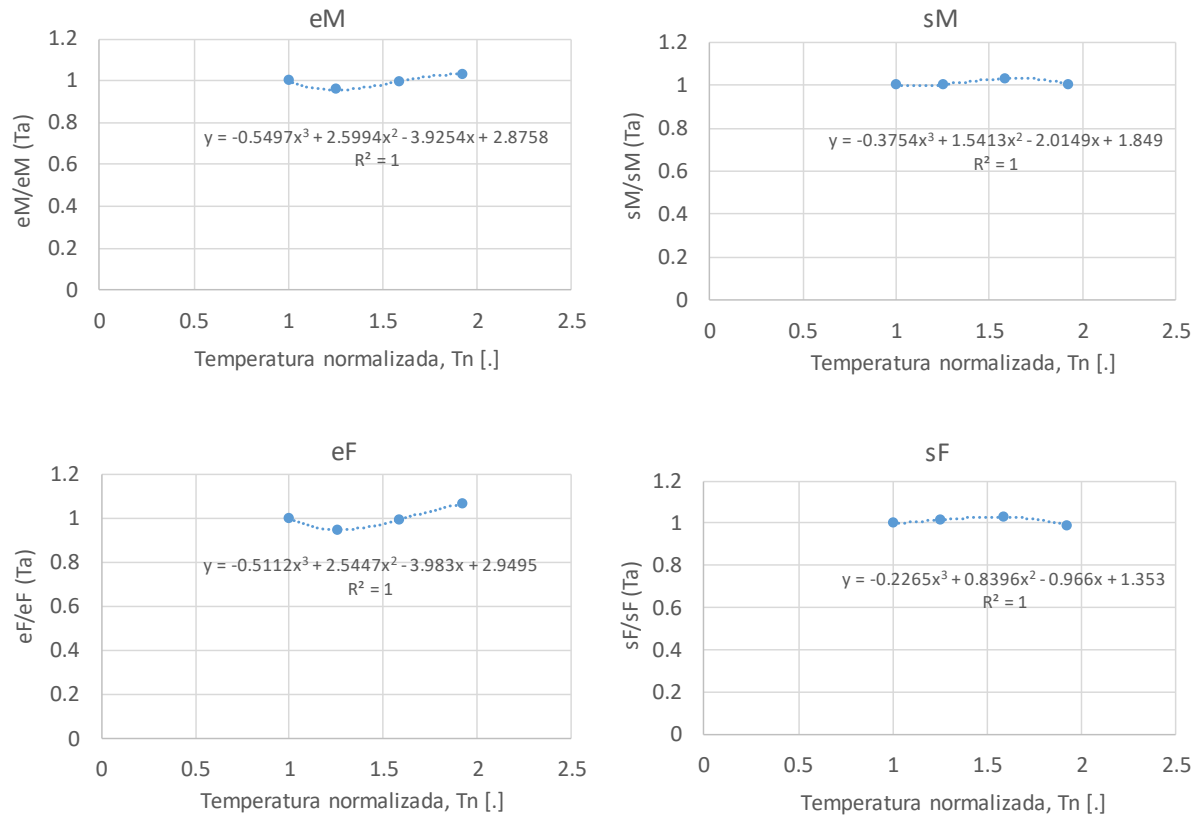 eM
1.2
1
0.8
0.6
0.4
0.2
0
eM/eM (Ta)
y = -0.5497x³ + 2.5994x² - 3.9254x + 2.8758
R² = 1
0 0.5 1 1.5 2 2.5
Temperatura normalizada, Tn [.]
sM
1.2
1
0.8
0.6
0.4
0.2
0
sM/sM (Ta)
y = -0.3754x³ + 1.5413x² - 2.0149x + 1.849
R² = 1
0 0.5 1 1.5 2 2.5
Temperatura normalizada, Tn [.]
eF
1.2
1
0.8
0.6
0.4
0.2
0
eF/eF (Ta)
y = -0.5112x³ + 2.5447x² - 3.983x + 2.9495
R² = 1
0 0.5 1 1.5 2 2.5
Temperatura normalizada, Tn [.]
sF
1.2
1
0.8
0.6
0.4
0.2
0
sF/sF (Ta)
y = -0.2265x³ + 0.8396x² - 0.966x + 1.353
R² = 1
0 0.5 1 1.5 2 2.5
Temperatura normalizada, Tn [.]